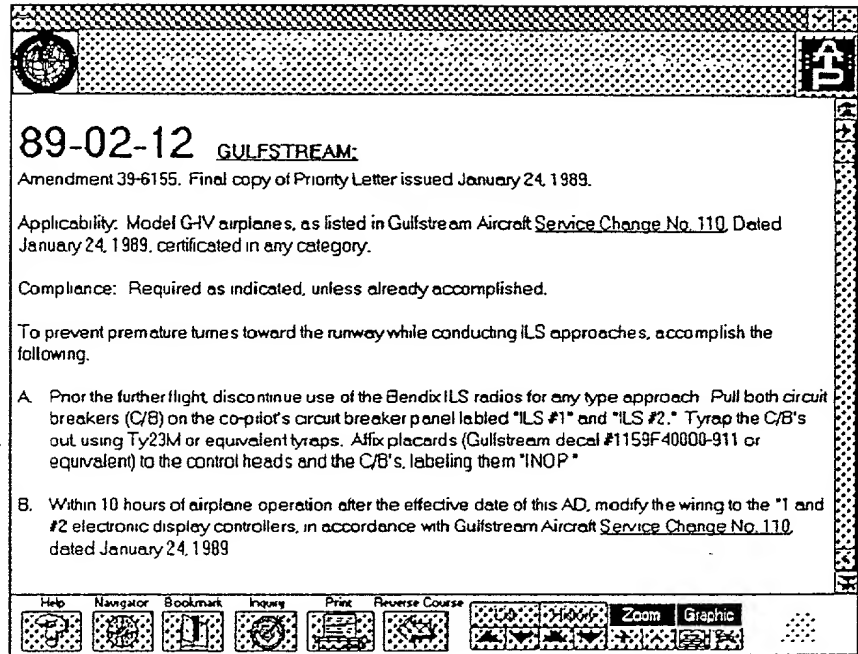 ATP
89-02-12 GULFSTREAM:
Amendment 39-6155. Final copy of Priority Letter issued January 24, 1989.
Applicability: Model G-IV airplanes, as listed in Gulfstream Aircraft Service Change No. 110, Dated
January 24, 1989, certificated in any category.
Compliance: Required as indicated, unless already accomplished.
To prevent premature turnes toward the runway while conducting ILS approaches, accomplish the
following.
A. Prior the further flight, discontinue use of the Bendix ILS radios for any type approach Pull both circuit
breakers (C/B) on the co-pilot's circuit breaker panel labled "ILS #1" and "ILS #2." Tyrap the C/B's
out using Ty23M or equivalent tyraps. Affix placards (Gulfstream decal #1159F40000-911 or
equivalent) to the control heads and the C/B's, labeling them "INOP"
B. Within 10 hours of airplane operation after the effective date of this AD, modify the wiring to the "1 and
#2 electronic display controllers, in accordance with Gulfstream Aircraft Service Change No. 110,
dated January 24, 1989
Help Navigator Bookmark Inquiry Print Reverse Course List History Zoom Graphic